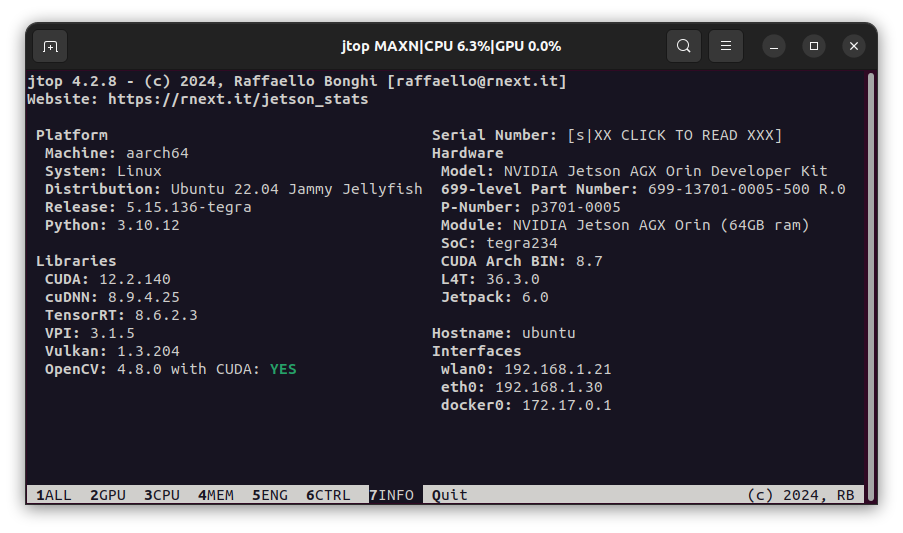 jtop MAXN|CPU 6.3%|GPU 0.0%
jtop 4.2.8 - (c) 2024, Raffaello Bonghi [raffaello@rnext.it]
Website: https://rnext.it/jetson_stats
Platform
Machine: aarch64
System: Linux
Distribution: Ubuntu 22.04 Jammy Jellyfish
Release: 5.15.136-tegra
Python: 3.10.12
Libraries
CUDA: 12.2.140
cuDNN: 8.9.4.25
TensorRT: 8.6.2.3
VPI: 3.1.5
Vulkan: 1.3.204
OpenCV: 4.8.0 with CUDA: YES
Serial Number: [s|XX CLICK TO READ XXX]
Hardware
Model: NVIDIA Jetson AGX Orin Developer Kit
699-level Part Number: 699-13701-0005-500 R.0
P-Number: p3701-0005
Module: NVIDIA Jetson AGX Orin (64GB ram)
SoC: tegra234
CUDA Arch BIN: 8.7
L4T: 36.3.0
Jetpack: 6.0
Hostname: ubuntu
Interfaces
wlan0: 192.168.1.21
eth0: 192.168.1.30
docker0: 172.17.0.1
1ALL 2GPU 3CPU 4MEM 5ENG 6CTRL 7INFO Quit (c) 2024, RB